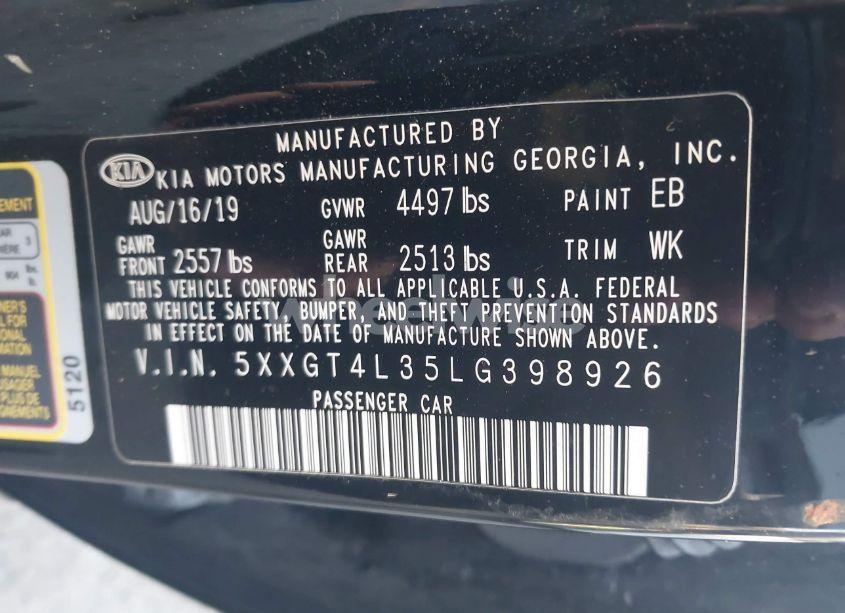 MANUFACTURED BY
KIA KIA MOTORS MANUFACTURING GEORGIA, INC.
AUG/16/19 GVWR 4497 lbs PAINT EB
GAWR FRONT 2557 lbs GAWR REAR 2513 lbs TRIM WK
THIS VEHICLE CONFORMS TO ALL APPLICABLE U.S.A. FEDERAL
MOTOR VEHICLE SAFETY, BUMPER, AND THEFT PREVENTION STANDARDS
IN EFFECT ON THE DATE OF MANUFACTURE SHOWN ABOVE.
V.I.N. 5XXGT4L35LG398926
PASSENGER CAR
5120